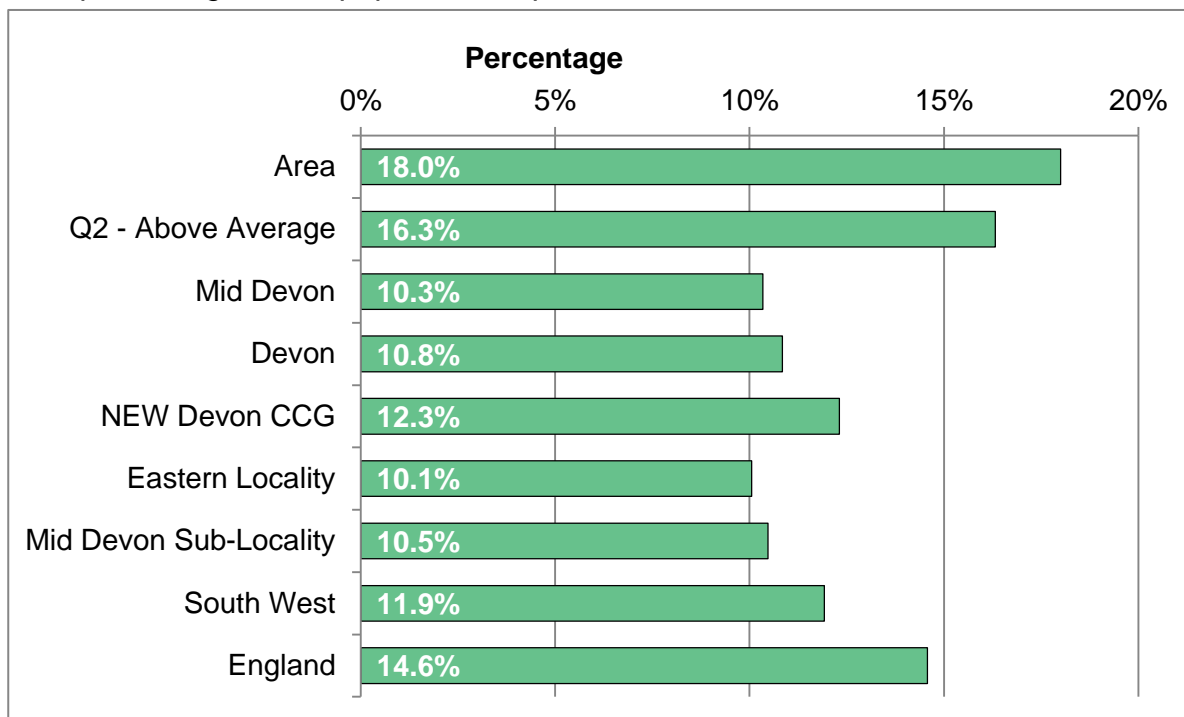 Percentage
0% 5% 10% 15% 20%
Area 18.0%
Q2 - Above Average 16.3%
Mid Devon 10.3%
Devon 10.8%
NEW Devon CCG 12.3%
Eastern Locality 10.1%
Mid Devon Sub-Locality 10.5%
South West 11.9%
England 14.6%